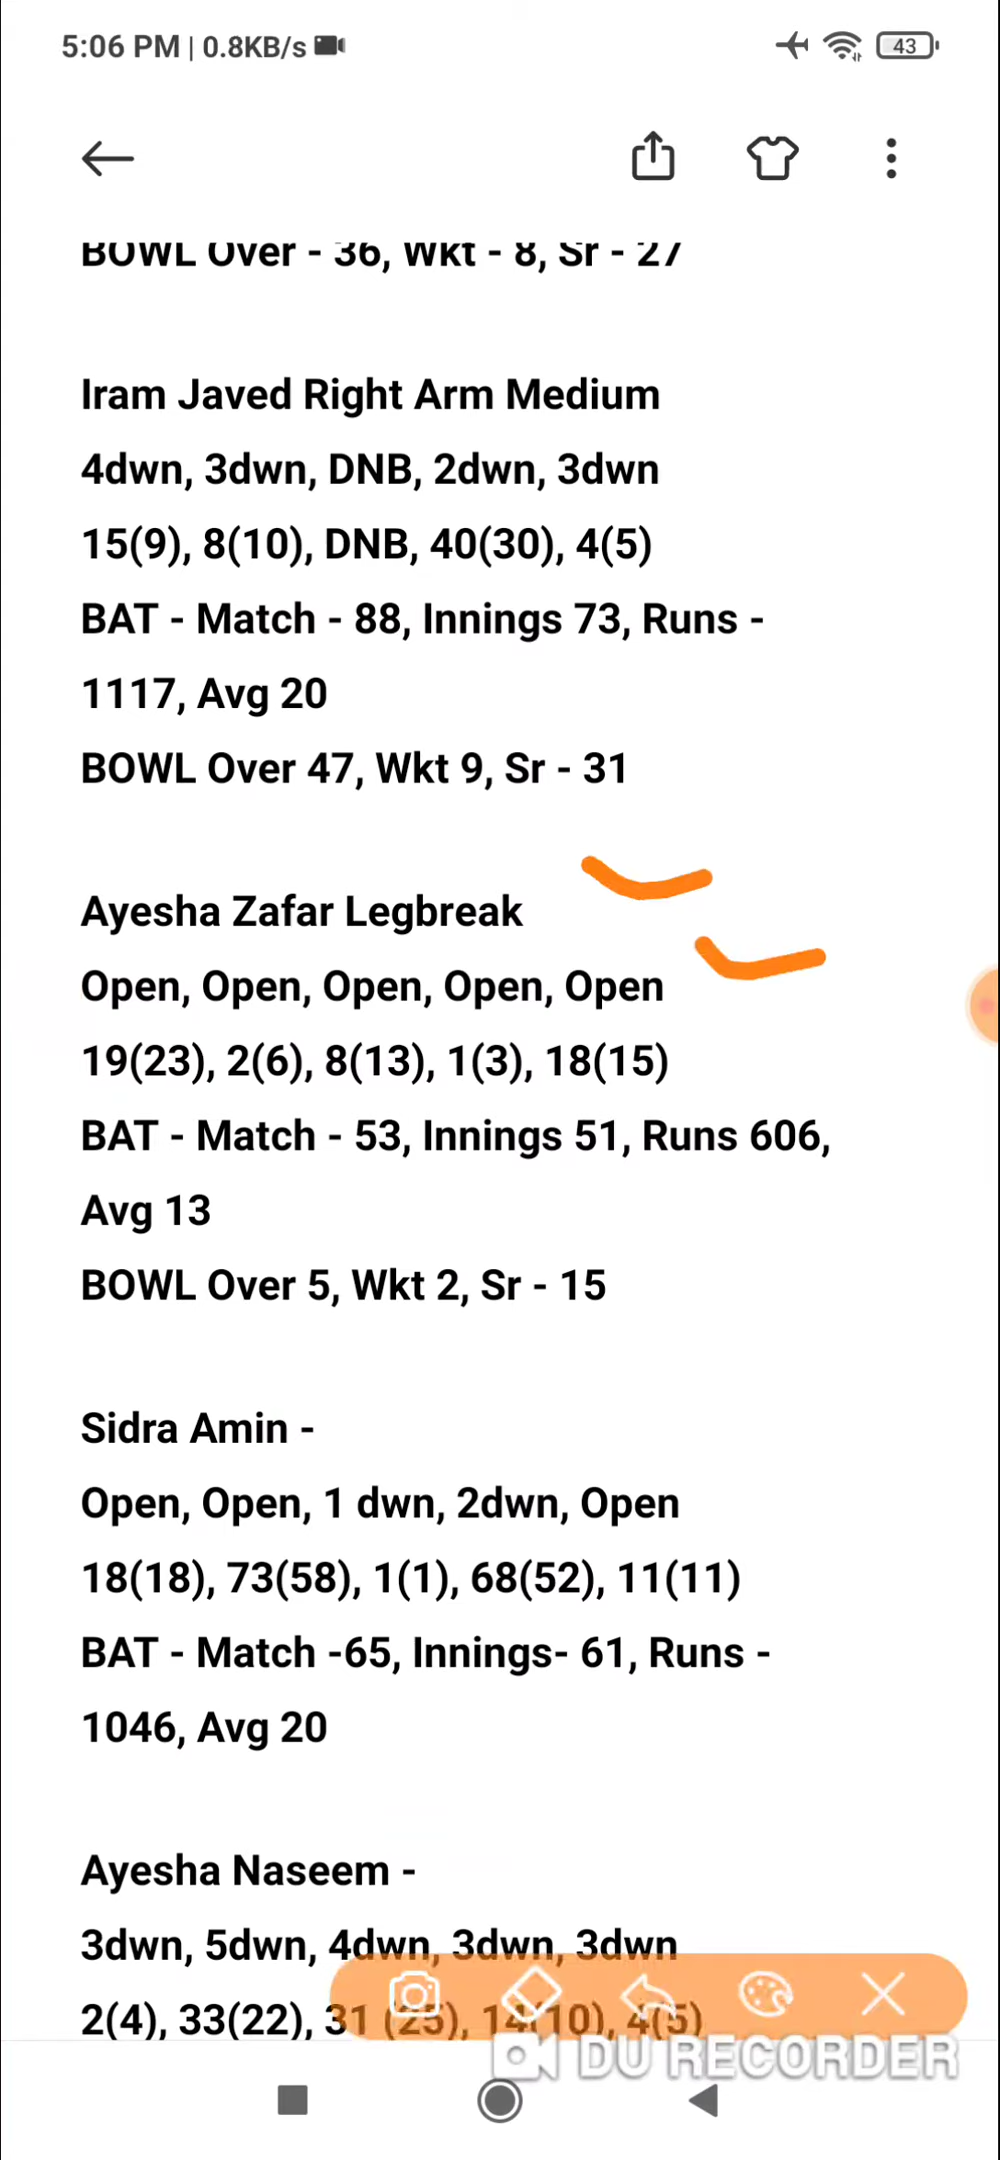 5:06 PM | 0.8KB/s
43
BOWL Over - 36, Wkt - 8, Sr - 27
Iram Javed Right Arm Medium
4dwn, 3dwn, DNB, 2dwn, 3dwn
15(9), 8(10), DNB, 40(30), 4(5)
BAT - Match - 88, Innings 73, Runs -
1117, Avg 20
BOWL Over 47, Wkt 9, Sr - 31
Ayesha Zafar Legbreak
Open, Open, Open, Open, Open
19(23), 2(6), 8(13), 1(3), 18(15)
BAT - Match - 53, Innings 51, Runs 606,
Avg 13
BOWL Over 5, Wkt 2, Sr - 15
Sidra Amin -
Open, Open, 1 dwn, 2dwn, Open
18(18), 73(58), 1(1), 68(52), 11(11)
BAT - Match -65, Innings- 61, Runs -
1046, Avg 20
Ayesha Naseem -
3dwn, 5dwn, 4dwn, 3dwn, 3dwn
2(4), 33(22), 31 (25), 14(10), 4(5)
DU RECORDER